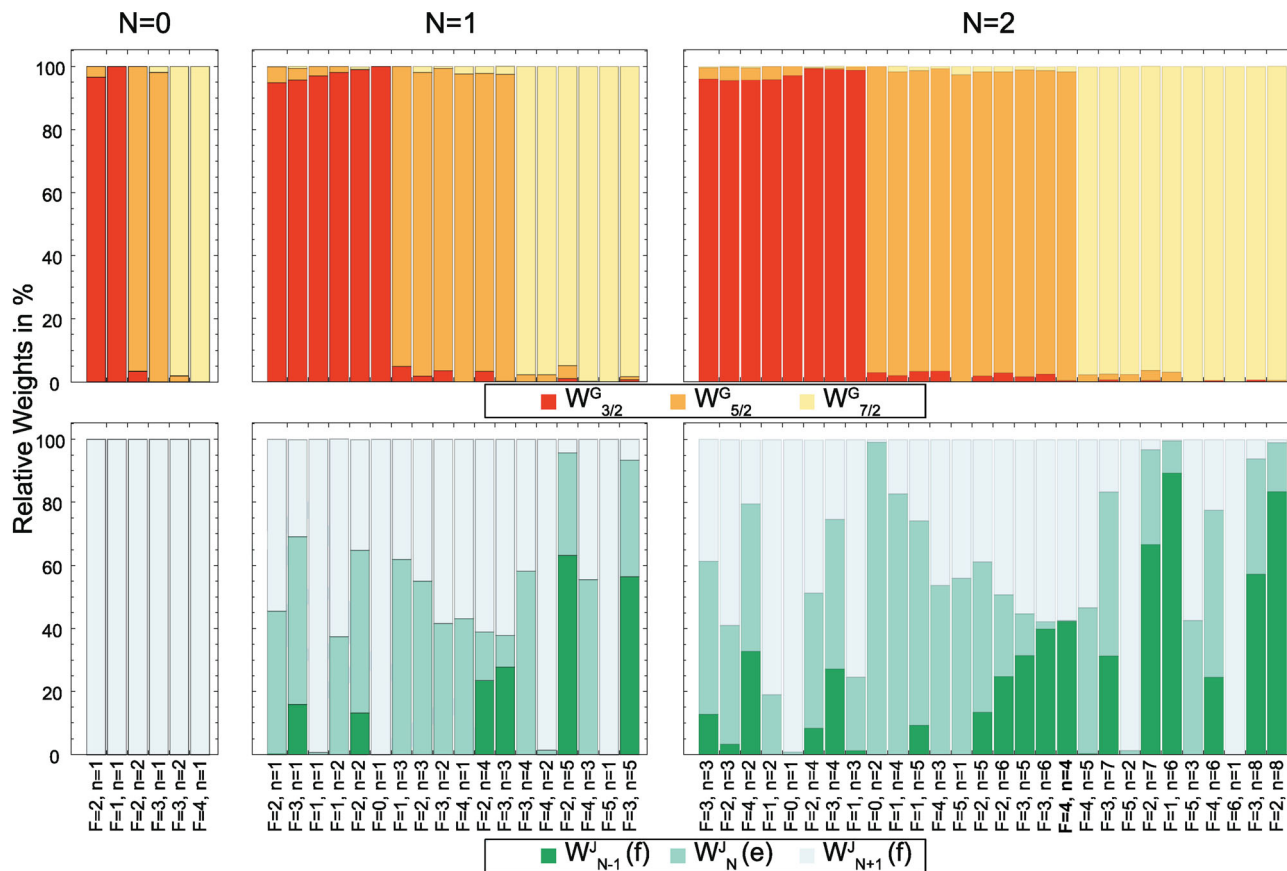 N=0
N=1
N=2
Relative Weights in %
100
80
60
40
20
0
W^G_3/2 W^G_5/2 W^G_7/2
100
80
60
40
20
0
F=2, n=1
F=1, n=1
F=2, n=2
F=3, n=1
F=3, n=2
F=4, n=1
F=2, n=1
F=3, n=1
F=1, n=1
F=1, n=2
F=2, n=2
F=0, n=1
F=1, n=3
F=2, n=3
F=3, n=2
F=4, n=1
F=2, n=4
F=3, n=3
F=3, n=4
F=4, n=2
F=2, n=5
F=4, n=3
F=5, n=1
F=3, n=5
F=3, n=3
F=2, n=3
F=4, n=2
F=1, n=2
F=0, n=1
F=2, n=4
F=3, n=4
F=1, n=3
F=0, n=2
F=1, n=4
F=1, n=5
F=4, n=3
F=5, n=1
F=2, n=5
F=2, n=6
F=3, n=5
F=3, n=6
F=4, n=4
F=4, n=5
F=3, n=7
F=5, n=2
F=2, n=7
F=1, n=6
F=5, n=3
F=4, n=6
F=6, n=1
F=3, n=8
F=2, n=8
W^J_N-1 (f) W^J_N (e) W^J_N+1 (f)